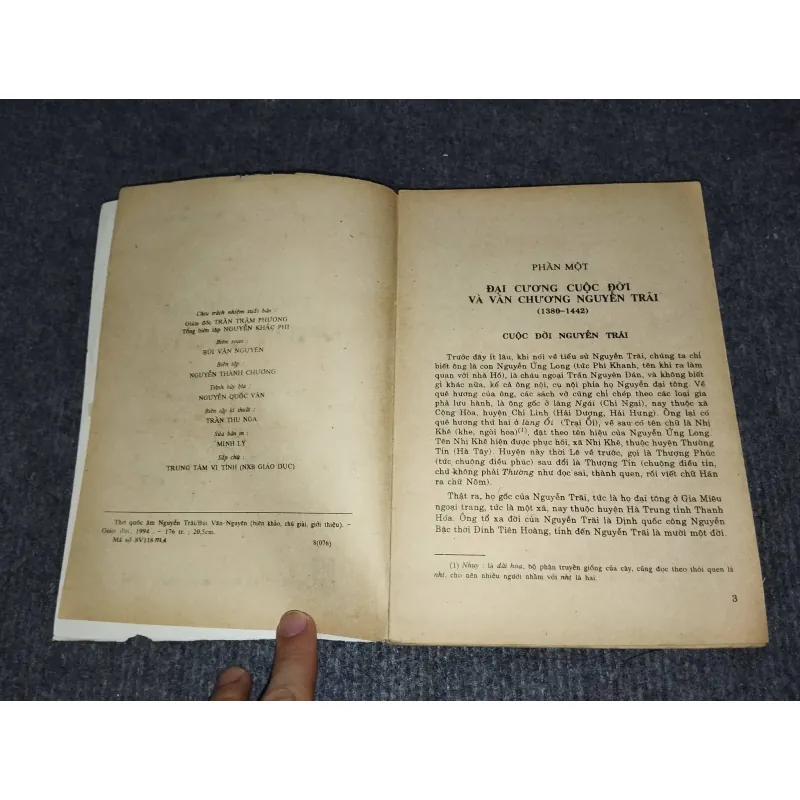 Chịu trách nhiệm xuất bản :
Giám đốc TRẦN TRÂM PHƯƠNG
Tổng biên tập NGUYỄN KHẮC PHI
Biên soạn :
BÙI VĂN NGUYÊN
Biên tập :
NGUYỄN THÀNH CHƯƠNG
Trình bày bìa :
NGUYỄN QUỐC VĂN
Biên tập kĩ thuật :
TRẦN THU NGA
Sửa bản in :
MINH LÝ
Sắp chữ :
TRUNG TÂM VI TÍNH (NXB GIÁO DỤC)
Thơ quốc âm Nguyễn Trãi/Bùi Văn Nguyên (biên khảo, chú giải, giới thiệu). –
Giáo dục, 1994 – 176 tr ; 20,5cm.
Mã số 8V118
8(076)
PHẦN MỘT
ĐẠI CƯƠNG CUỘC ĐỜI
VÀ VĂN CHƯƠNG NGUYỄN TRÃI
(1380–1442)
CUỘC ĐỜI NGUYỄN TRÃI
Trước đây ít lâu, khi nói về tiểu sử Nguyễn Trãi, chúng ta chỉ
biết ông là con Nguyễn Ứng Long (tức Phi Khanh, tên khi ra làm
quan với nhà Hồ), là cháu ngoại Trần Nguyên Đán, và không biết
gì khác nữa, kể cả ông nội, cụ nội phía họ Nguyễn đại tông. Về
quê hương của ông, các sách vở cũng chỉ chép theo các loại gia
phả lưu hành, là ông gốc ở làng Ngái (Chi Ngại), nay thuộc xã
Cộng Hòa, huyện Chí Linh (Hải Dương, Hải Hưng). Ông lại có
quê hương thứ hai ở làng Ổi (Trại Ổi), về sau có tên chữ là Nhị
Khê (khe, ngòi hoa)(1), đặt theo tên hiệu của Nguyễn Ứng Long.
Tên Nhị Khê hiện được phục hồi, xã Nhị Khê, thuộc huyện Thường
Tín (Hà Tây). Huyện này thời Lê về trước, gọi là Thượng Phúc
(tức chuộng điều phúc) sau đổi là Thượng Tín (chuộng điều tín,
chứ không phải Thường như đọc sai, thành quen, rồi viết chữ Hán
ra chữ Nôm).
Thật ra, họ gốc của Nguyễn Trãi, tức là họ đại tông ở Gia Miêu
ngoại trang, tức là một xã, nay thuộc huyện Hà Trung tỉnh Thanh
Hóa. Ông tổ xa đời của Nguyễn Trãi là Định quốc công Nguyễn
Bặc thời Đinh Tiên Hoàng, tính đến Nguyễn Trãi là mười một đời.
(1) Nhụy : là đài hoa, bộ phận truyền giống của cây, cũng đọc theo thói quen là
nhị, cho nên nhiều người nhầm với nhị là hai.
3